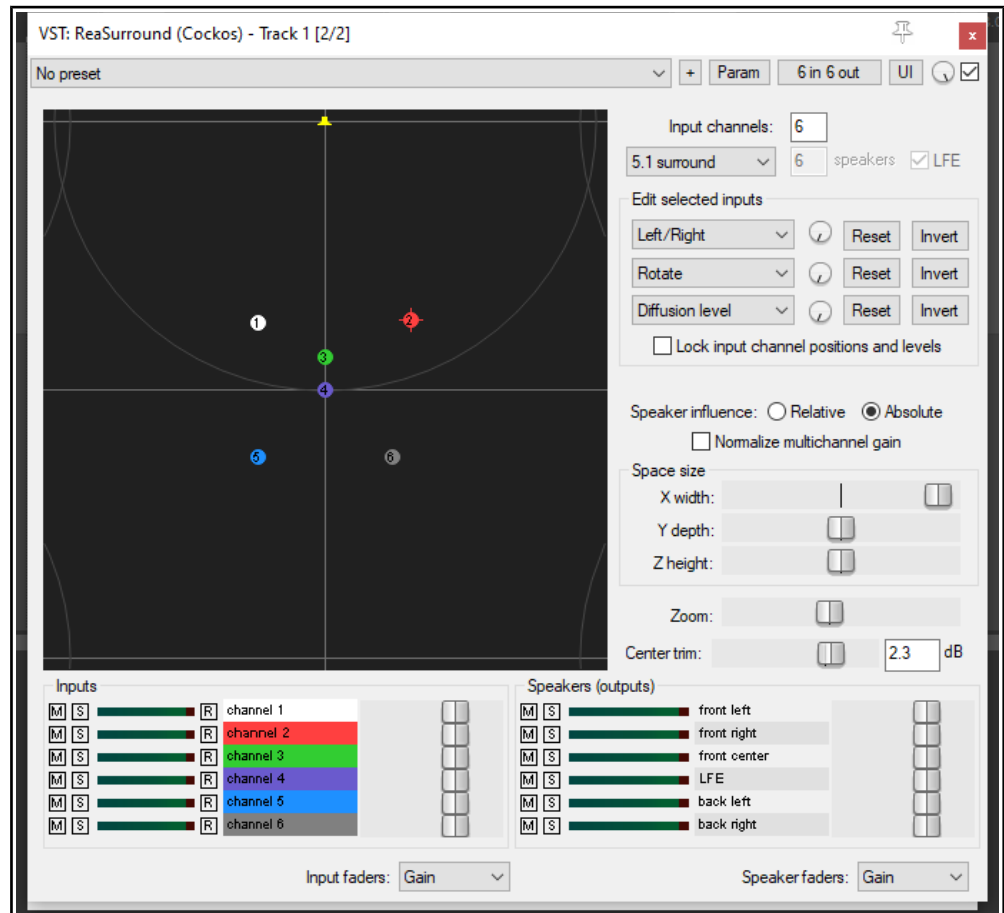 VST: ReaSurround (Cockos) - Track 1 [2/2]
x
No preset
+ Param 6 in 6 out UI
Input channels: 6
5.1 surround 6 speakers LFE
Edit selected inputs
Left/Right Reset Invert
Rotate Reset Invert
Diffusion level Reset Invert
Lock input channel positions and levels
1
2
3
4
5
6
Speaker influence: Relative Absolute
Normalize multichannel gain
Space size
X width:
Y depth:
Z height:
Zoom:
Center trim: 2.3 dB
Inputs
M S R channel 1
M S R channel 2
M S R channel 3
M S R channel 4
M S R channel 5
M S R channel 6
Input faders: Gain
Speakers (outputs)
M S front left
M S front right
M S front center
M S LFE
M S back left
M S back right
Speaker faders: Gain